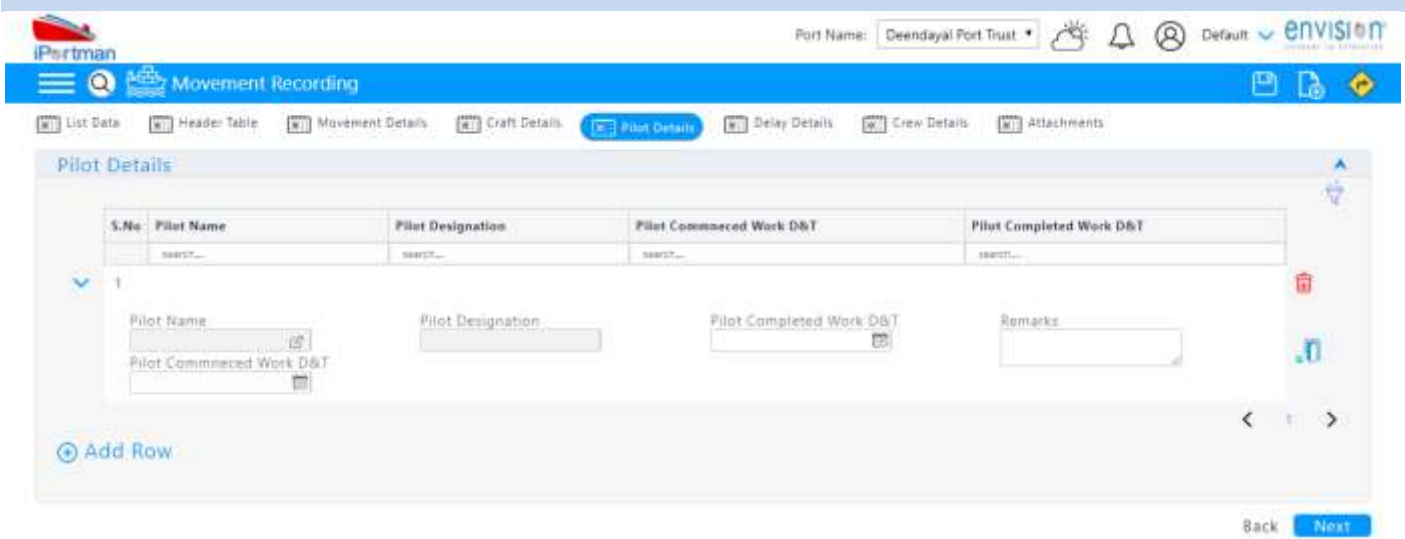 Port Name: Deendayal Port Trust Default envision
iPortman
Movement Recording
List Data Header Table Movement Details Craft Details Pilot Details Delay Details Crew Details Attachments
Pilot Details
S.No Pilot Name Pilot Designation Pilot Commneced Work D&T Pilot Completed Work D&T
search... search... search... search...
1
Pilot Name Pilot Designation Pilot Completed Work D&T Remarks
Pilot Commneced Work D&T
1
Add Row
Back Next